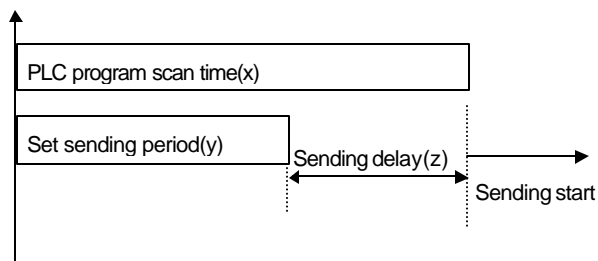 PLC program scan time(x)
Set sending period(y)
Sending delay(z)
Sending start